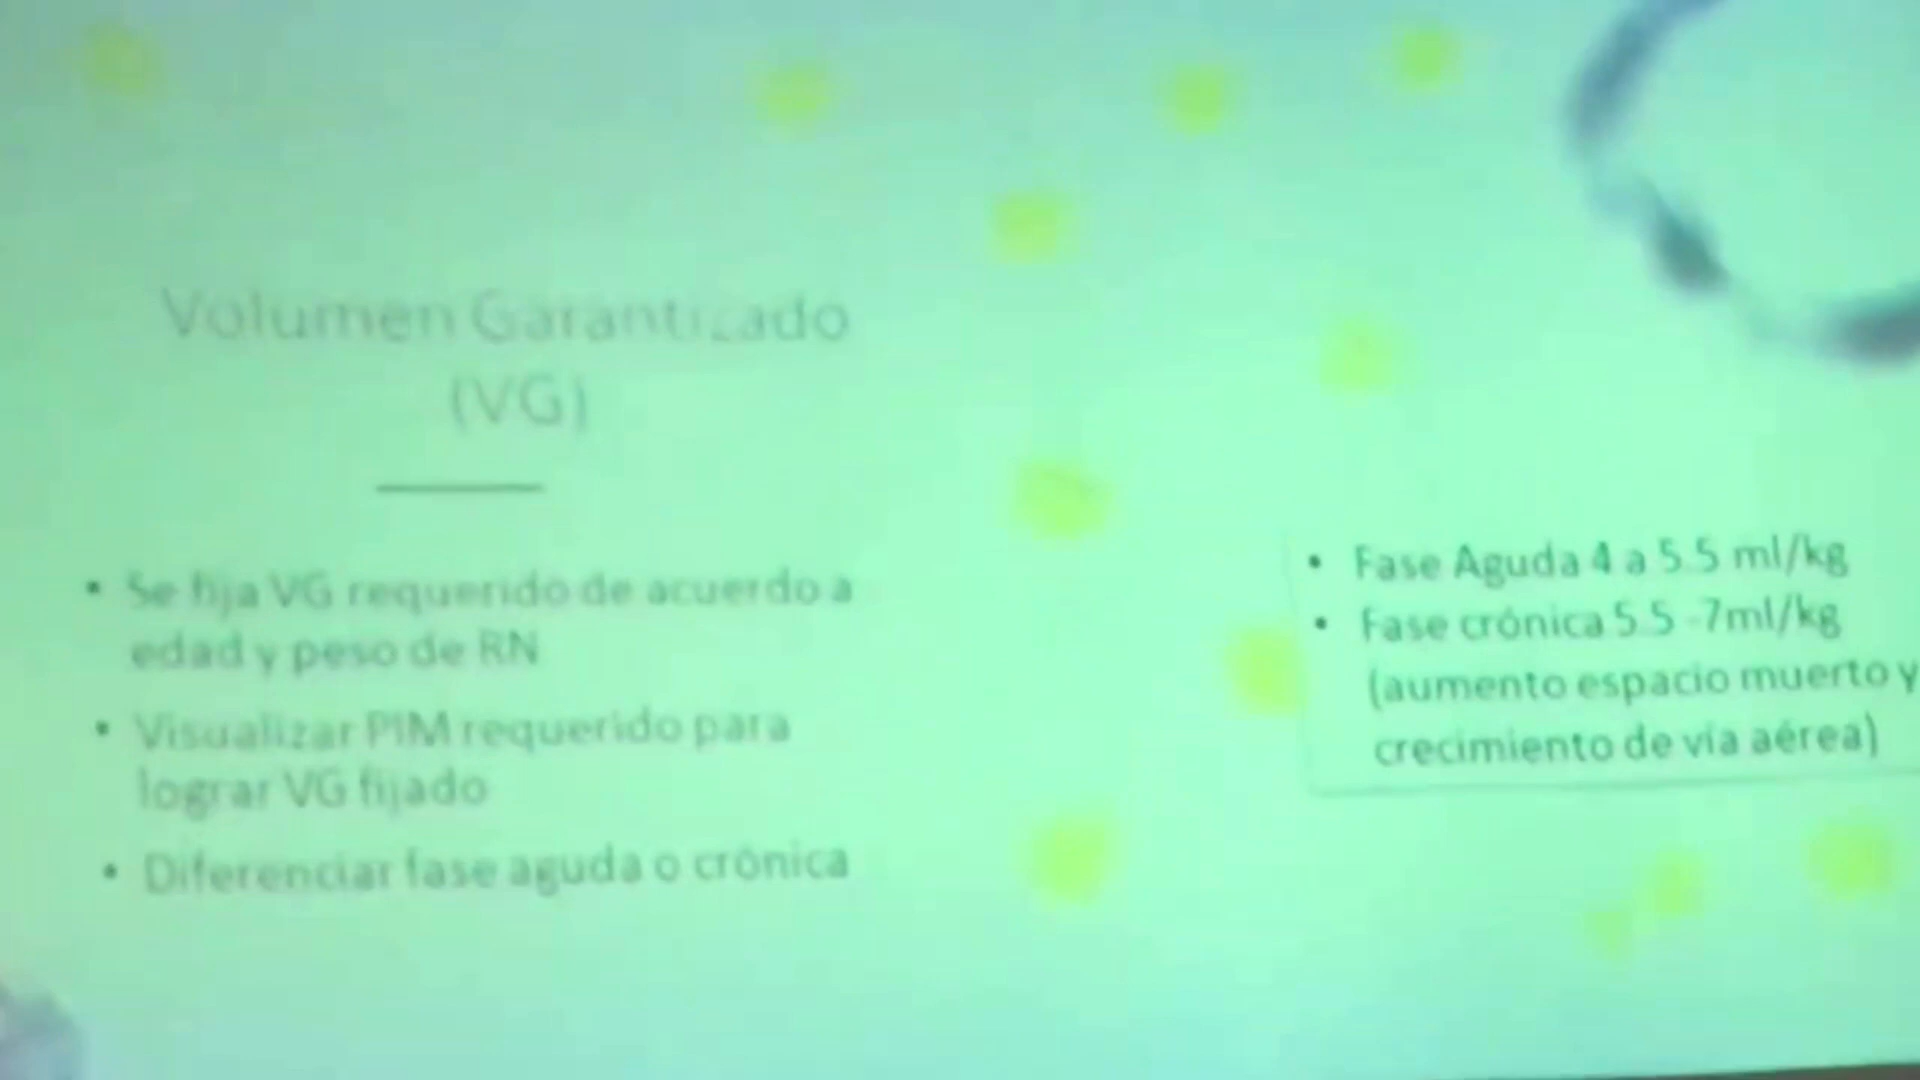 Volumen Garantizado
(VG)
• Se fija VG requerido de acuerdo a
edad y peso de RN
• Visualizar PIM requerido para
lograr VG fijado
• Diferenciar fase aguda o crónica
• Fase Aguda 4 a 5.5 ml/kg
• Fase crónica 5.5 -7ml/kg
(aumento espacio muerto y
crecimiento de vía aérea)